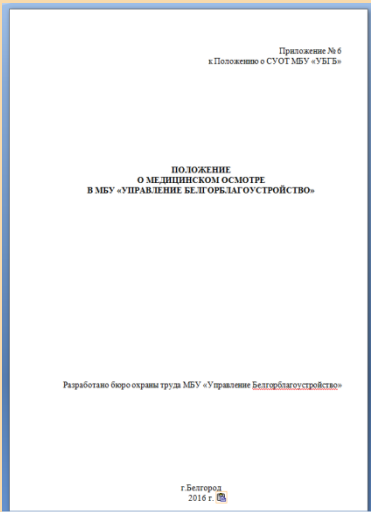 Приложение № 6
к Положению о СУОТ МБУ «УБГБ»
ПОЛОЖЕНИЕ
О МЕДИЦИНСКОМ ОСМОТРЕ
В МБУ «УПРАВЛЕНИЕ БЕЛГОРБЛАГОУСТРОЙСТВО»
Разработано бюро охраны труда МБУ «Управление Белгорблагоустройство»
г.Белгород
2016 г.